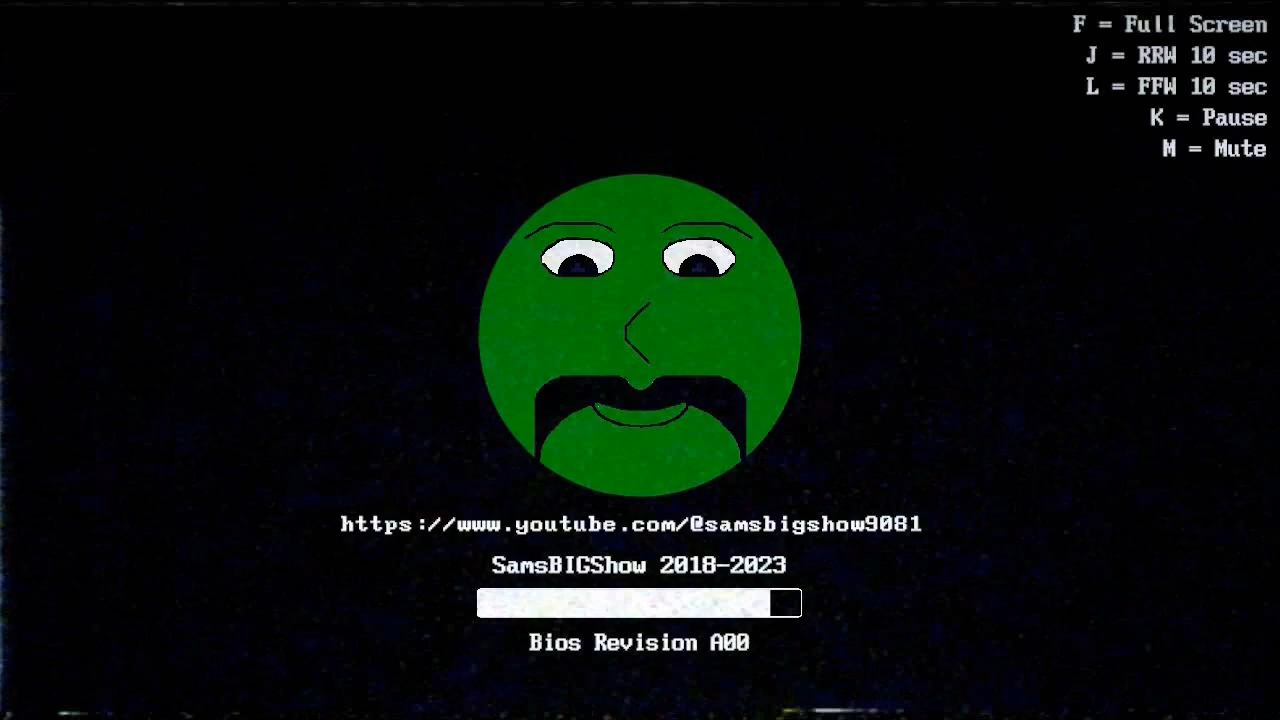 F = Full Screen
J = RRW 10 sec
L = FFW 10 sec
K = Pause
M = Mute
https://www.youtube.com/@samsbigshow9081
SamsBIGShow 2018-2023
Bios Revision A00